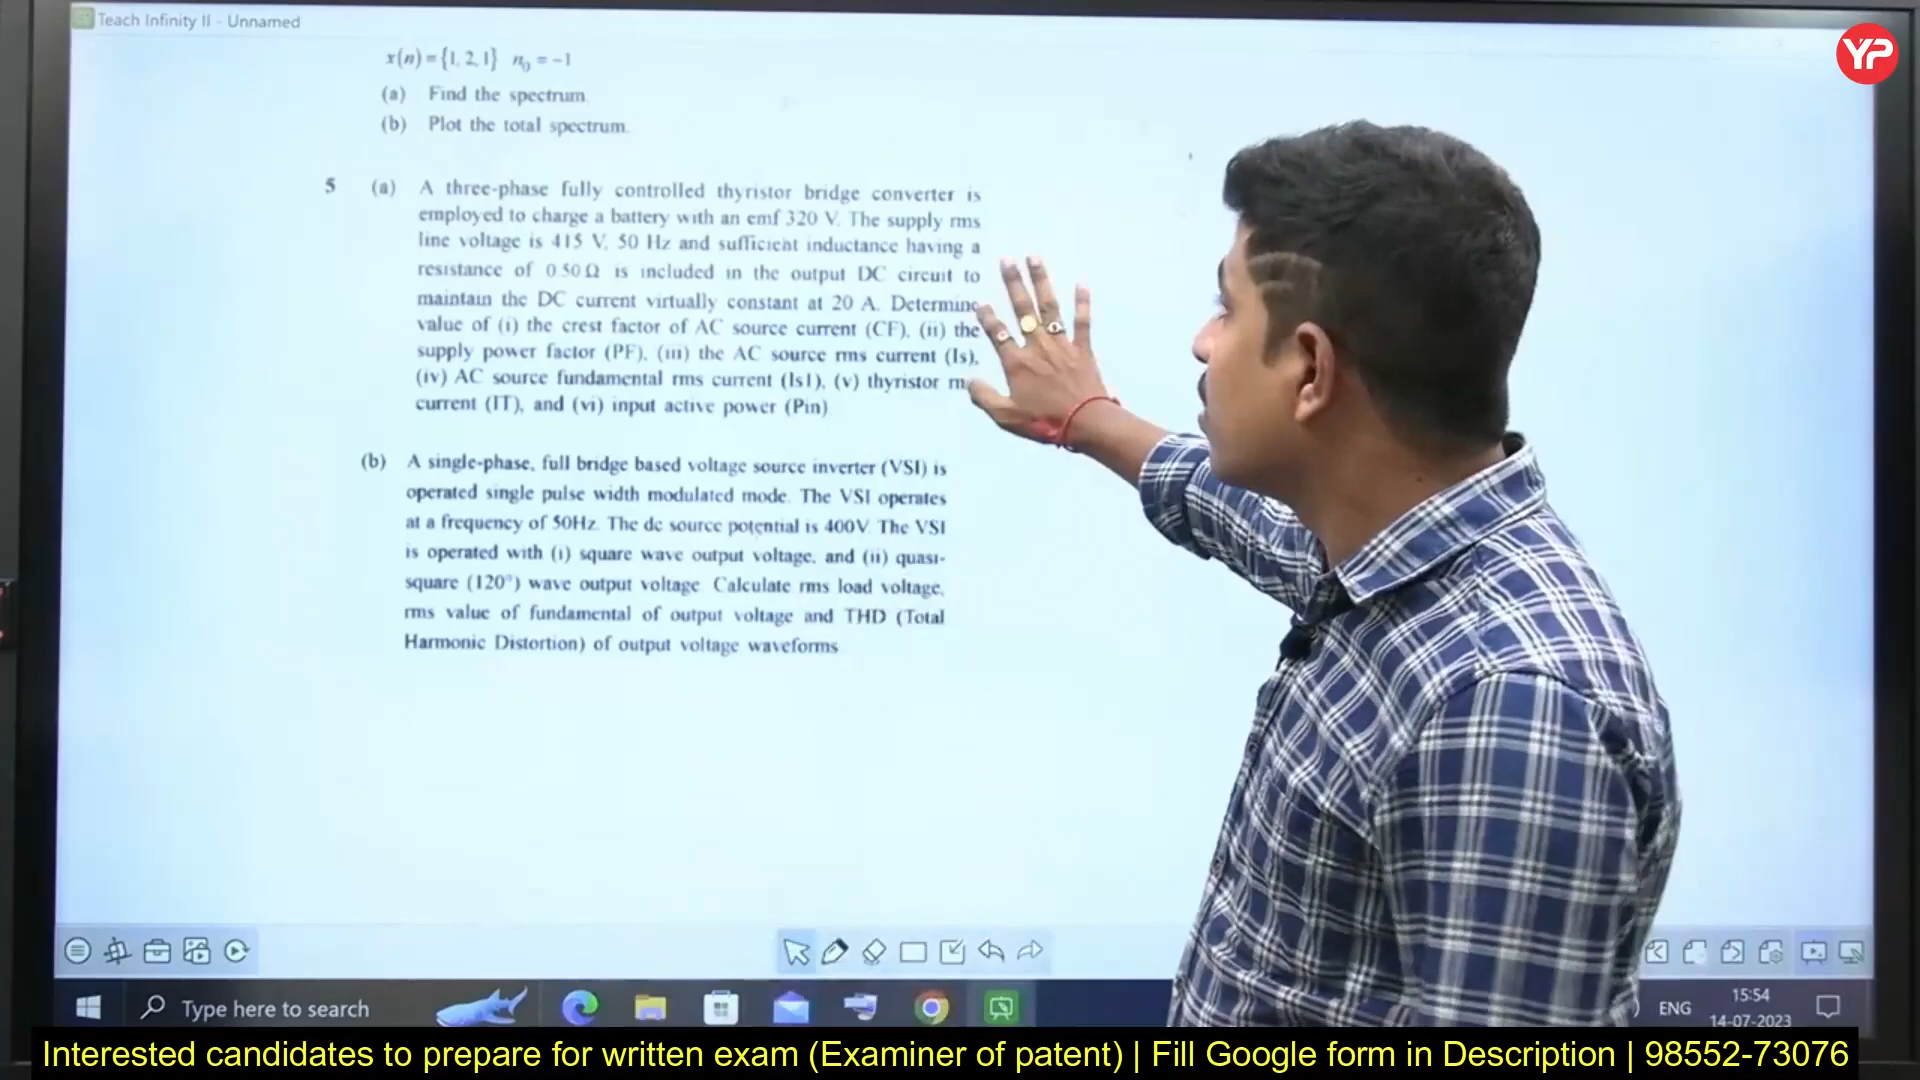 Teach Infinity II - Unnamed
YP
x(n) = {1, 2, 1} n₀ = -1
(a) Find the spectrum.
(b) Plot the total spectrum.
5 (a) A three-phase fully controlled thyristor bridge converter is
employed to charge a battery with an emf 320 V. The supply rms
line voltage is 415 V, 50 Hz and sufficient inductance having a
resistance of 0.50 Ω is included in the output DC circuit to
maintain the DC current virtually constant at 20 A. Determine
value of (i) the crest factor of AC source current (CF), (ii) the
supply power factor (PF), (iii) the AC source rms current (Is),
(iv) AC source fundamental rms current (Is1), (v) thyristor
current (IT), and (vi) input active power (Pin).
(b) A single-phase, full bridge based voltage source inverter (VSI) is
operated single pulse width modulated mode. The VSI operates
at a frequency of 50Hz. The dc source potential is 400V. The VSI
is operated with (i) square wave output voltage, and (ii) quasi-
square (120°) wave output voltage. Calculate rms load voltage,
rms value of fundamental of output voltage and THD (Total
Harmonic Distortion) of output voltage waveforms.
Type here to search
ENG
15:54
14-07-2023
Interested candidates to prepare for written exam (Examiner of patent) | Fill Google form in Description | 98552-73076